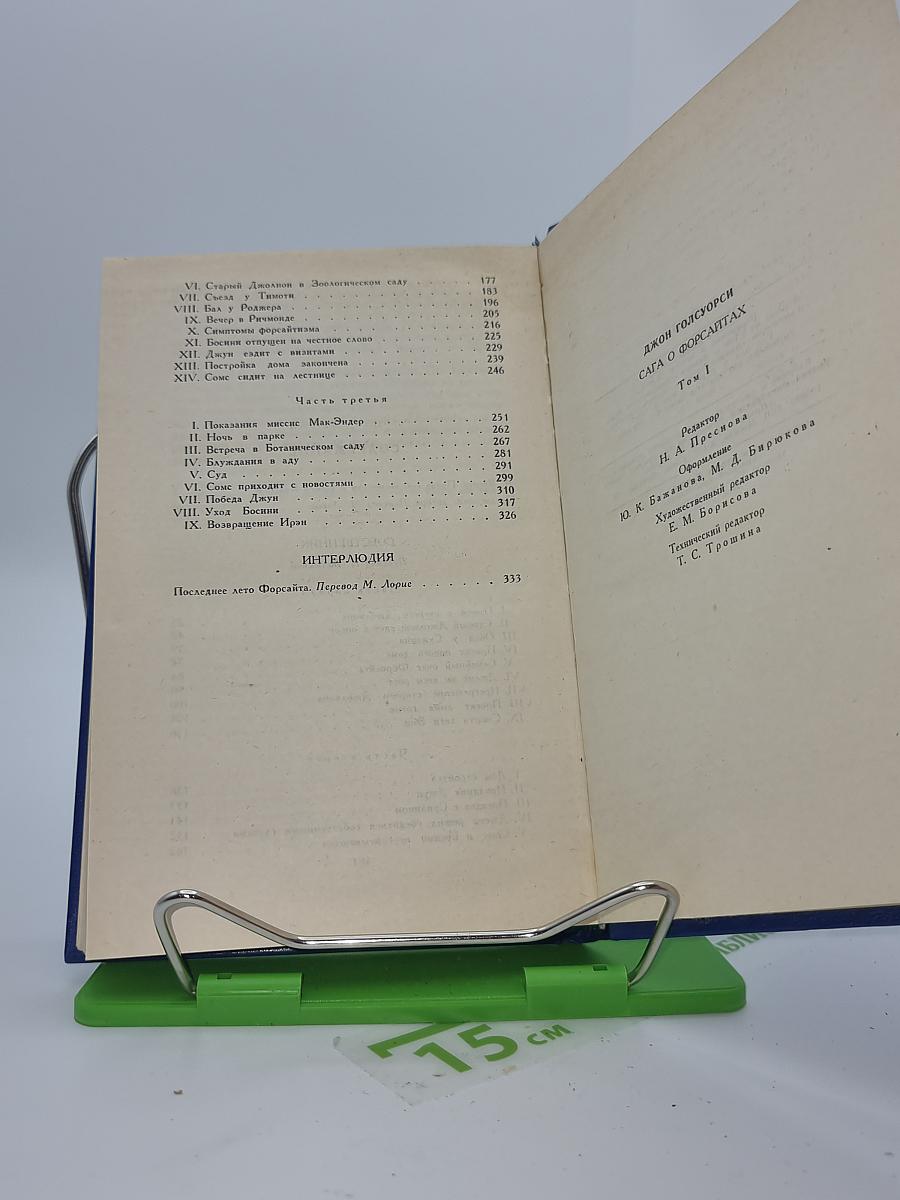 VI. Старый Джолион в Зоологическом саду . . . . . . 177
VII. Съезд у Тимоти . . . . . . . . . . . . 183
VIII. Бал у Роджера . . . . . . . . . . . . 196
IX. Вечер в Ричмонде . . . . . . . . . . . . 205
X. Симптомы форсайтизма . . . . . . . . . . . . 216
XI. Босини отпущен на честное слово . . . . . . . . 225
XII. Джун ездит с визитами . . . . . . . . . . 229
XIII. Постройка дома закончена . . . . . . . . . . 239
XIV. Сомс сидит на лестнице . . . . . . . . . . 246
Часть третья
I. Показания миссис Мак-Эндер . . . . . . . . 251
II. Ночь в парке . . . . . . . . . . . . 262
III. Встреча в Ботаническом саду . . . . . . . . 267
IV. Блуждания в аду . . . . . . . . . . . . 281
V. Суд . . . . . . . . . . . . 291
VI. Сомс приходит с новостями . . . . . . . . . . 299
VII. Победа Джун . . . . . . . . . . . . 310
VIII. Уход Босини . . . . . . . . . . . . 317
IX. Возвращение Ирэн . . . . . . . . . . . . 326
ИНТЕРЛЮДИЯ
Последнее лето Форсайта. Перевод М. Лорие . . . . . . 333
ДЖОН ГОЛСУОРСИ
САГА О ФОРСАЙТАХ
Том I
Редактор
Н. А. Преснова
Оформление
Ю. К. Бажанова, М. Д. Бирюкова
Художественный редактор
Е. М. Борисова
Технический редактор
Т. С. Трошина
15 см